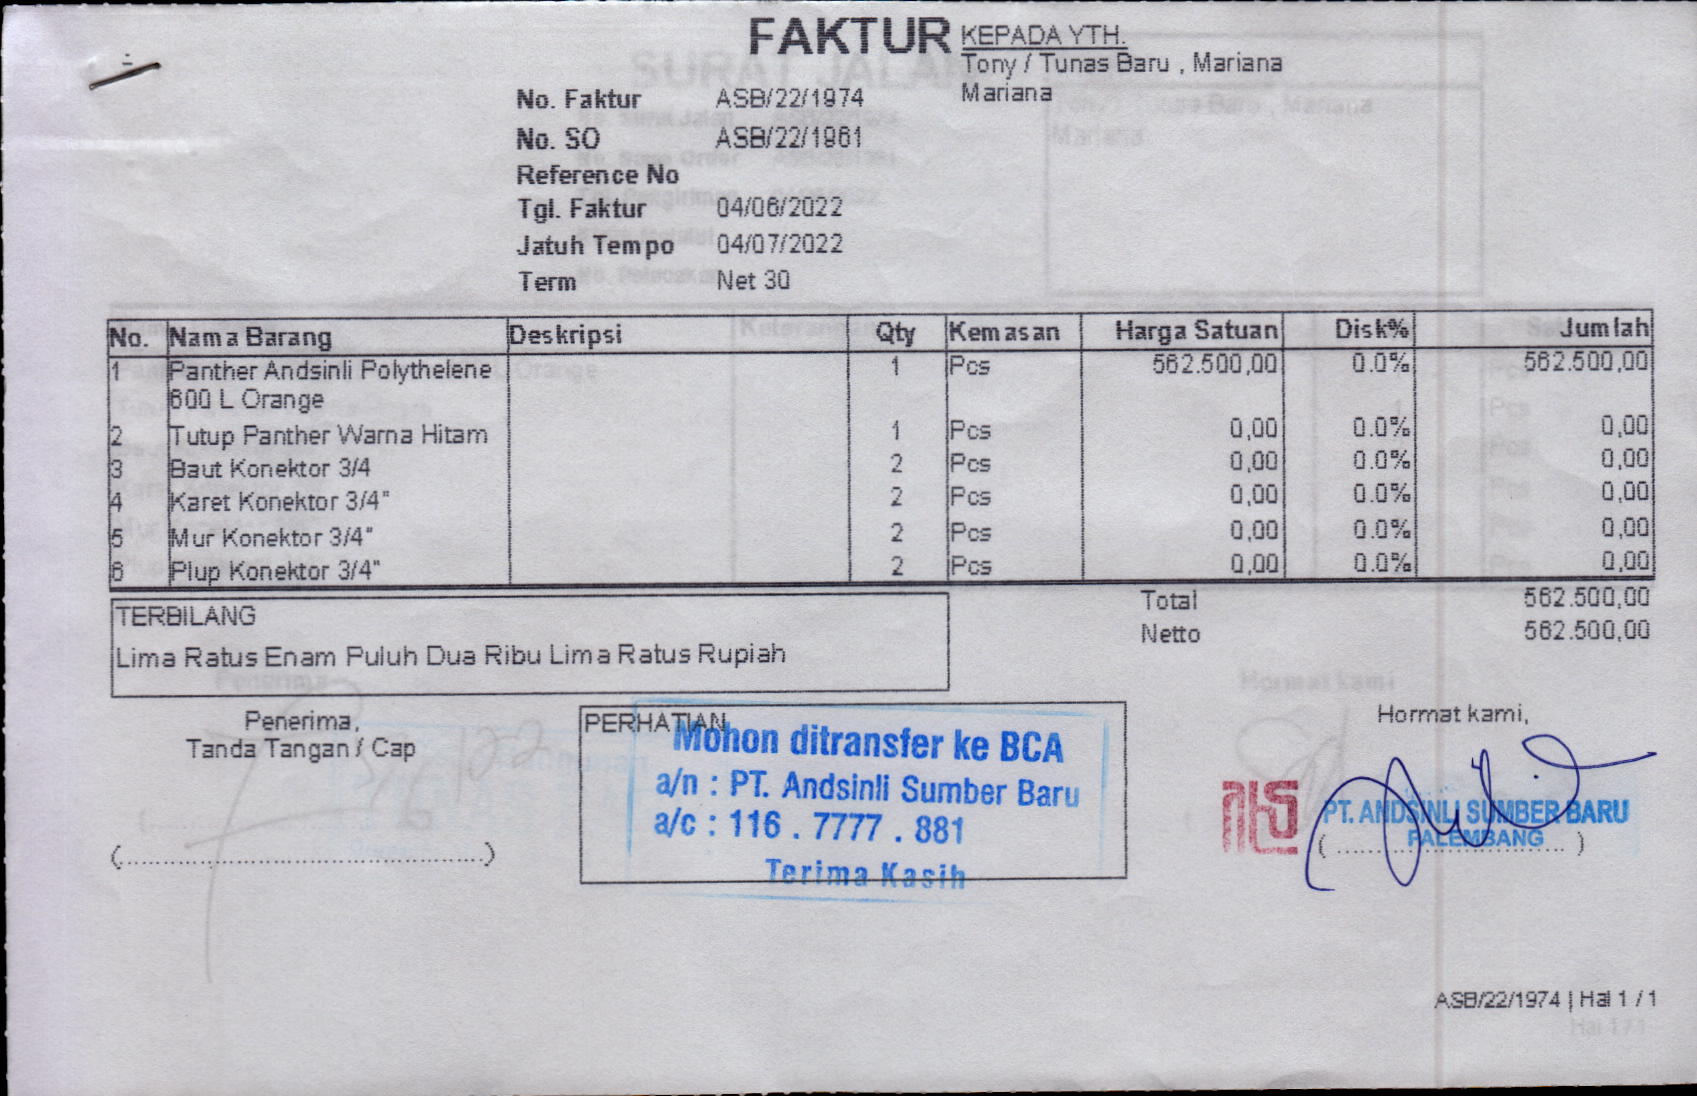 FAKTUR
KEPADA YTH.
Tony / Tunas Baru , Mariana
Mariana
No. Faktur ASB/22/1974
No. SO ASB/22/1961
Reference No
Tgl. Faktur 04/06/2022
Jatuh Tempo 04/07/2022
Term Net 30
No. Nama Barang Deskripsi Qty Kemasan Harga Satuan Disk% Jumlah
1 Panther Andsinli Polythelene 1 Pcs 562.500,00 0.0% 562.500,00
600 L Orange
2 Tutup Panther Warna Hitam 1 Pcs 0,00 0.0% 0,00
3 Baut Konektor 3/4 2 Pcs 0,00 0.0% 0,00
4 Karet Konektor 3/4" 2 Pcs 0,00 0.0% 0,00
5 Mur Konektor 3/4" 2 Pcs 0,00 0.0% 0,00
6 Plup Konektor 3/4" 2 Pcs 0,00 0.0% 0,00
Total 562.500,00
Netto 562.500,00
TERBILANG
Lima Ratus Enam Puluh Dua Ribu Lima Ratus Rupiah
Penerima,
Tanda Tangan / Cap
(................................................)
PERHATIAN
Mohon ditransfer ke BCA
a/n : PT. Andsinli Sumber Baru
a/c : 116 . 7777 . 881
Terima Kasih
Hormat kami,
PT. ANDSINLI SUMBER BARU
PALEMBANG
( .............................. )
ASB/22/1974 | Hal 1 / 1